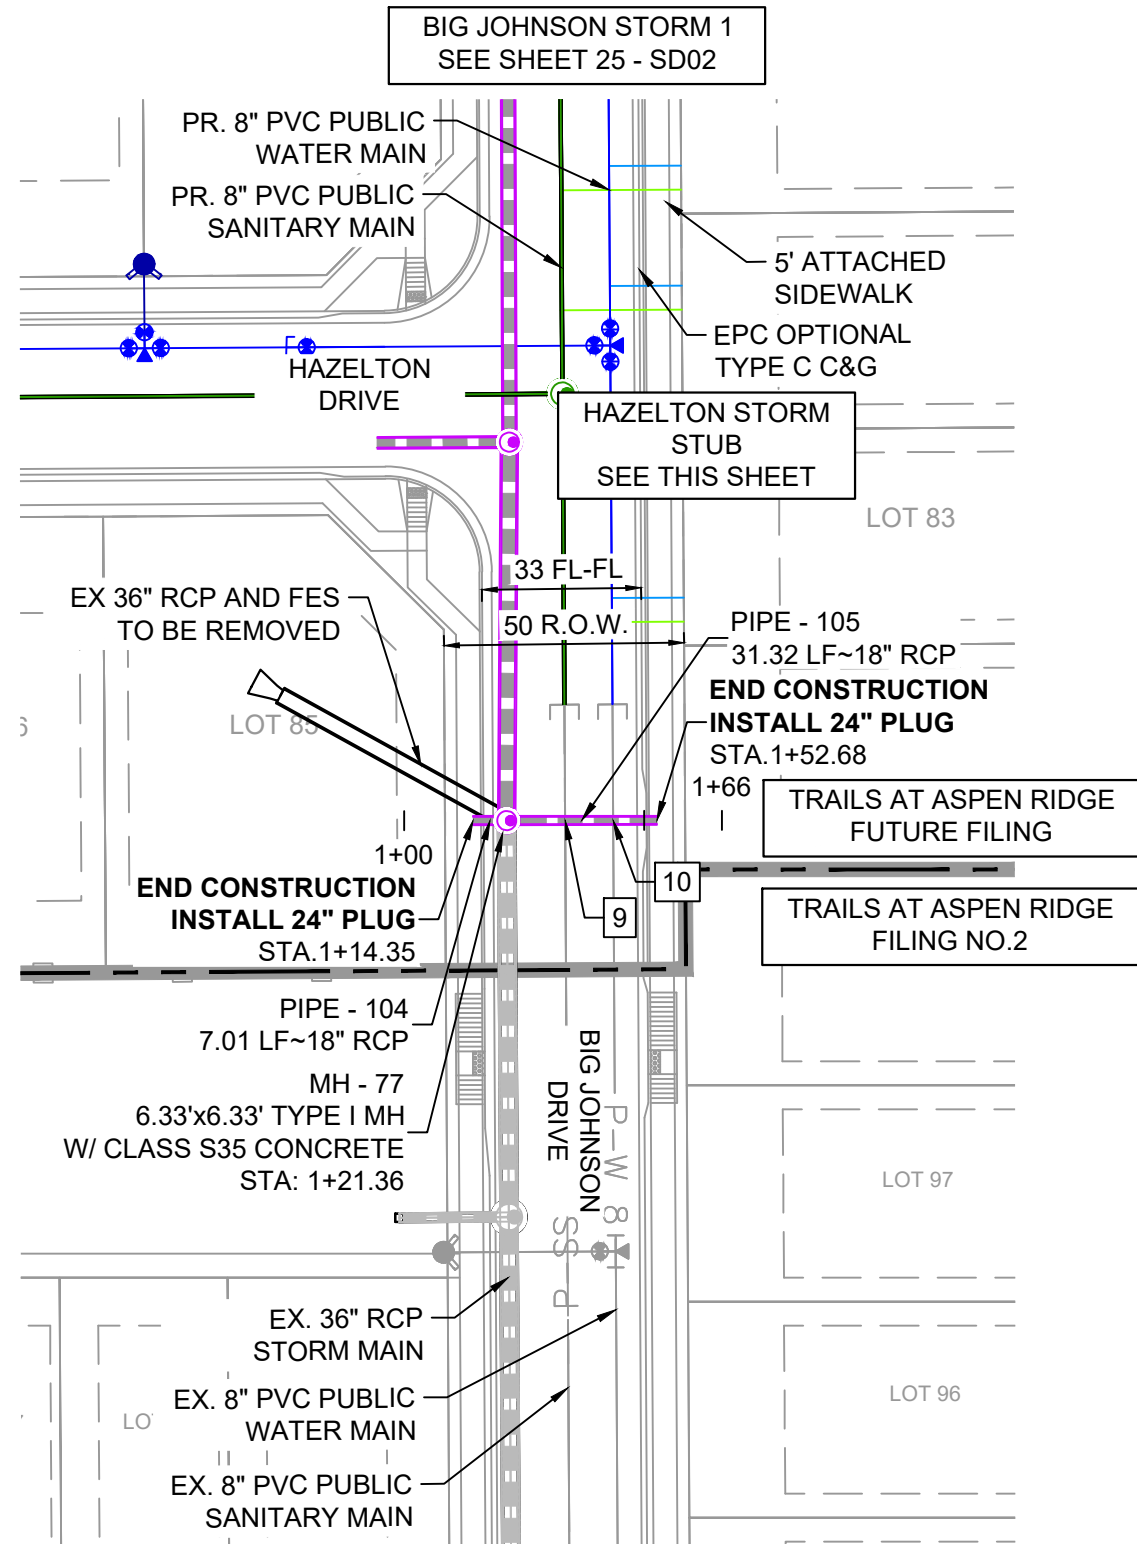 BIG JOHNSON STORM 1
SEE SHEET 25 - SD02
PR. 8" PVC PUBLIC
WATER MAIN
PR. 8" PVC PUBLIC
SANITARY MAIN
5' ATTACHED
SIDEWALK
EPC OPTIONAL
TYPE C C&G
HAZELTON
DRIVE
HAZELTON STORM
STUB
SEE THIS SHEET
LOT 83
33 FL-FL
EX 36" RCP AND FES
TO BE REMOVED
50 R.O.W.
PIPE - 105
31.32 LF~18" RCP
END CONSTRUCTION
INSTALL 24" PLUG
STA.1+52.68
LOT 85
1+66
TRAILS AT ASPEN RIDGE
FUTURE FILING
1+00
END CONSTRUCTION
INSTALL 24" PLUG
STA.1+14.35
10
9
TRAILS AT ASPEN RIDGE
FILING NO.2
PIPE - 104
7.01 LF~18" RCP
MH - 77
6.33'x6.33' TYPE I MH
W/ CLASS S35 CONCRETE
STA: 1+21.36
BIG JOHNSON
DRIVE
P-W 8
SS-P
LOT 97
EX. 36" RCP
STORM MAIN
EX. 8" PVC PUBLIC
WATER MAIN
LOT 96
EX. 8" PVC PUBLIC
SANITARY MAIN